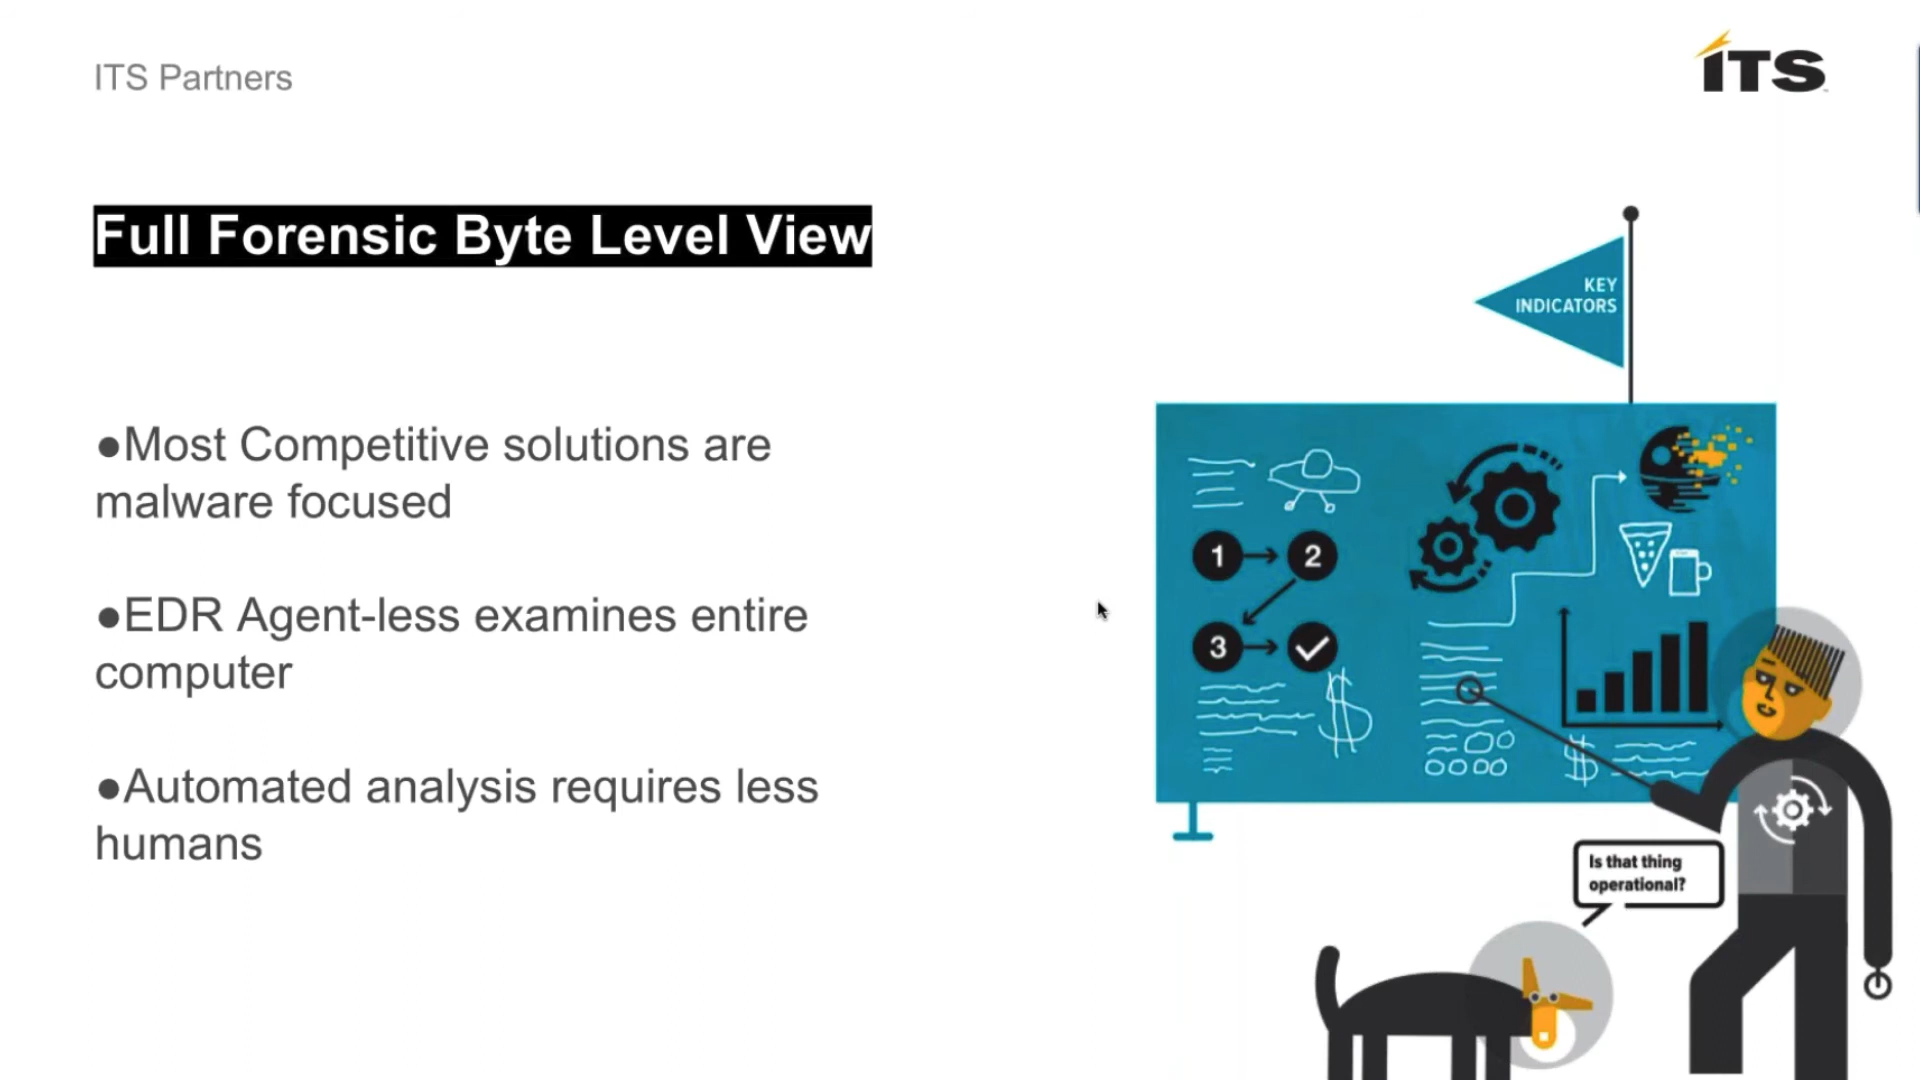 ITS Partners
ITS
Full Forensic Byte Level View
KEY
INDICATORS
●Most Competitive solutions are
malware focused
●EDR Agent-less examines entire
computer
●Automated analysis requires less
humans
1 2
3
$
$
Is that thing
operational?